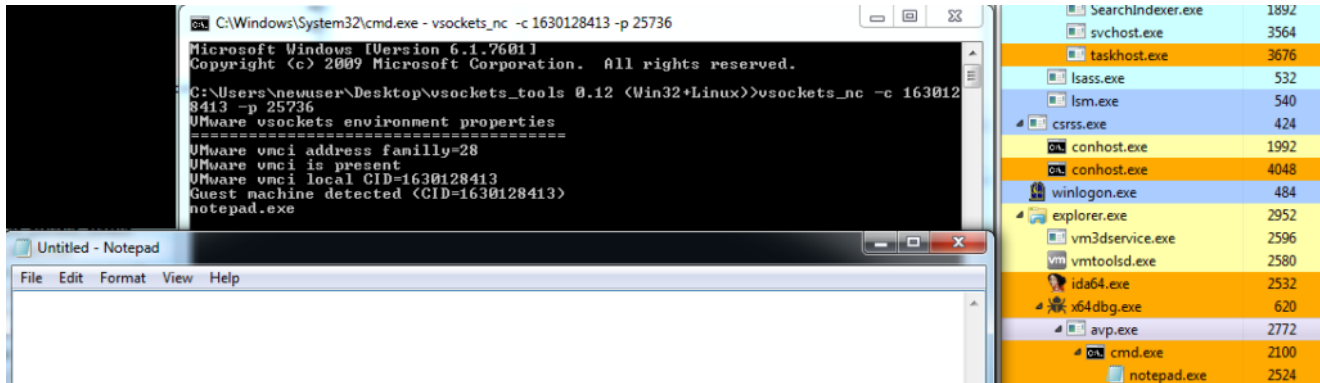 C:\Windows\System32\cmd.exe - vsockets_nc -c 1630128413 -p 25736
Microsoft Windows [Version 6.1.7601]
Copyright (c) 2009 Microsoft Corporation.  All rights reserved.
C:\Users\newuser\Desktop\vsockets_tools 0.12 (Win32+Linux)>vsockets_nc -c 163012
8413 -p 25736
VMware vsockets environment properties
=======================================
VMware vmci address familly=28
VMware vmci is present
VMware vmci local CID=1630128413
Guest machine detected (CID=1630128413)
notepad.exe
Untitled - Notepad
File Edit Format View Help
SearchIndexer.exe 1892
svchost.exe 3564
taskhost.exe 3676
lsass.exe 532
lsm.exe 540
csrss.exe 424
conhost.exe 1992
conhost.exe 4048
winlogon.exe 484
explorer.exe 2952
vm3dservice.exe 2596
vmtoolsd.exe 2580
ida64.exe 2532
x64dbg.exe 620
avp.exe 2772
cmd.exe 2100
notepad.exe 2524